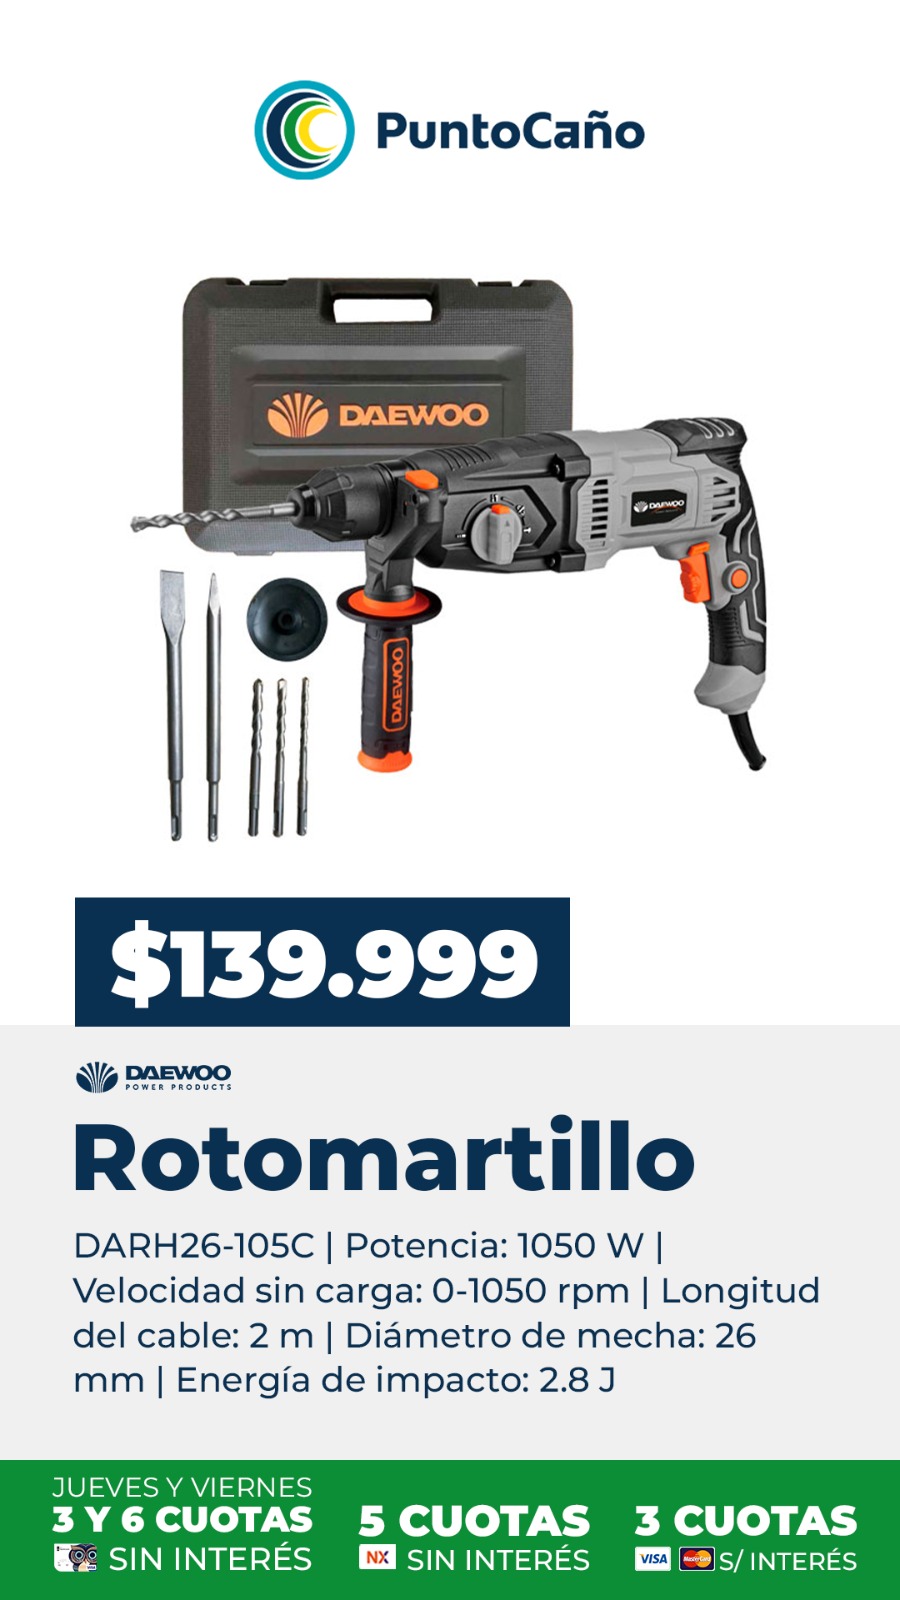 PuntoCaño
DAEWOO
DAEWOO
DAEWOO
$139.999
DAEWOO
POWER PRODUCTS
Rotomartillo
DARH26-105C | Potencia: 1050 W |
Velocidad sin carga: 0-1050 rpm | Longitud
del cable: 2 m | Diámetro de mecha: 26
mm | Energía de impacto: 2.8 J
JUEVES Y VIERNES
3 Y 6 CUOTAS
SIN INTERÉS
5 CUOTAS
NX SIN INTERÉS
3 CUOTAS
VISA MasterCard S/ INTERÉS